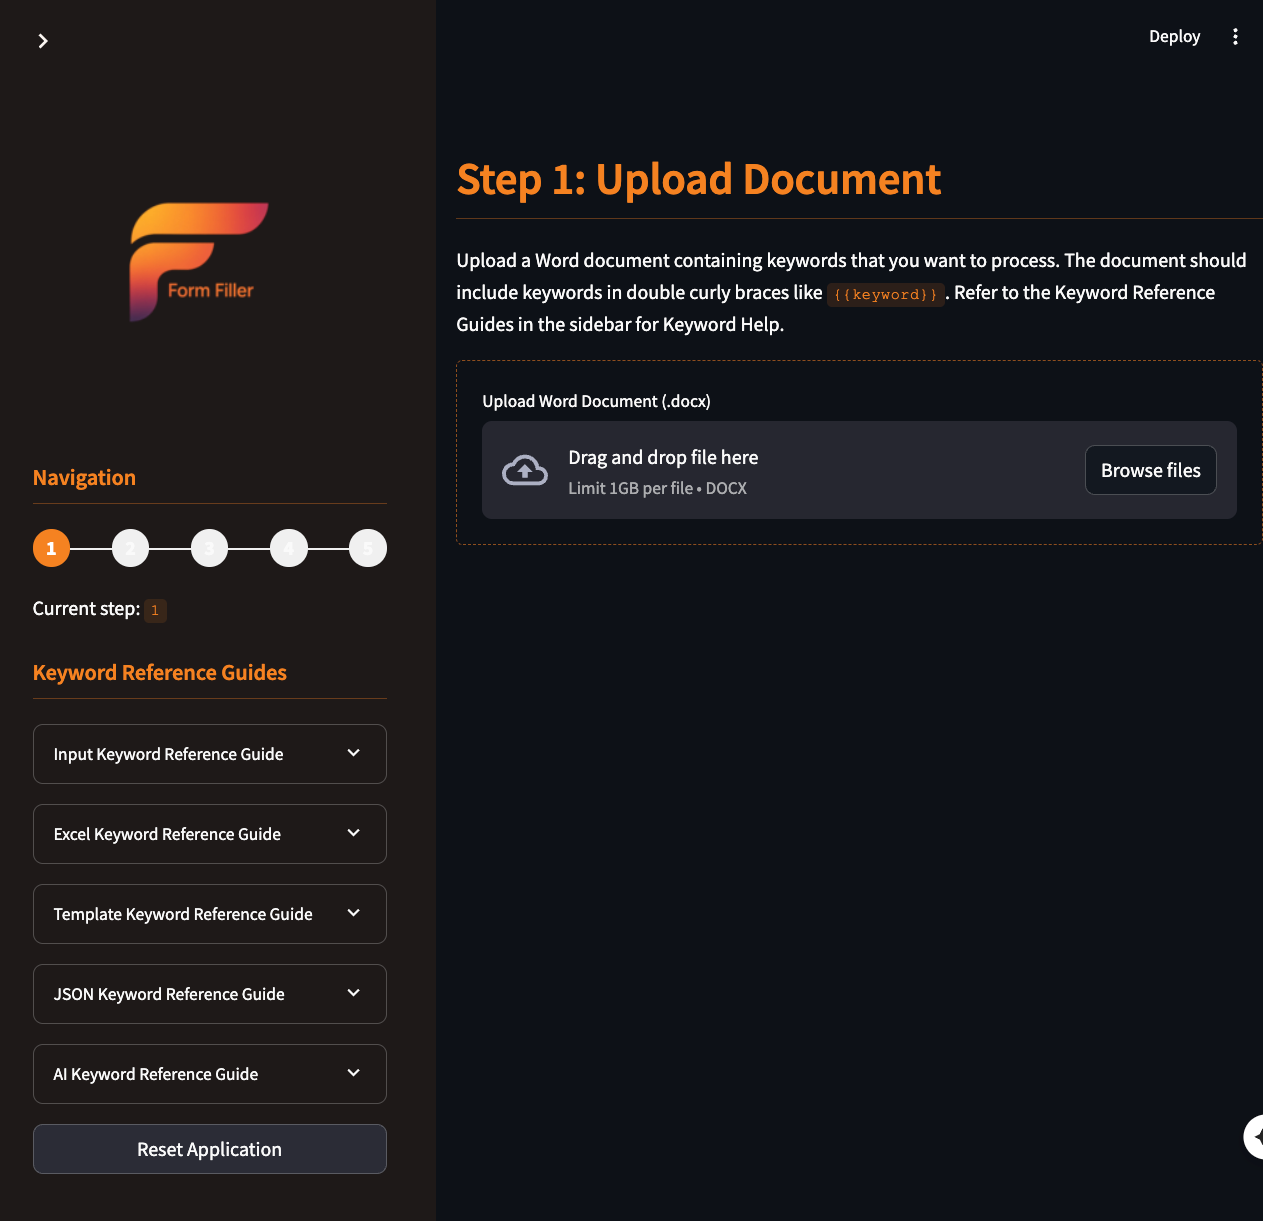 Deploy
Form Filler
Navigation
1 2 3 4 5
Current step: 1
Keyword Reference Guides
Input Keyword Reference Guide
Excel Keyword Reference Guide
Template Keyword Reference Guide
JSON Keyword Reference Guide
AI Keyword Reference Guide
Reset Application
Step 1: Upload Document
Upload a Word document containing keywords that you want to process. The document should
include keywords in double curly braces like {{keyword}}. Refer to the Keyword Reference
Guides in the sidebar for Keyword Help.
Upload Word Document (.docx)
Drag and drop file here
Limit 1GB per file • DOCX
Browse files